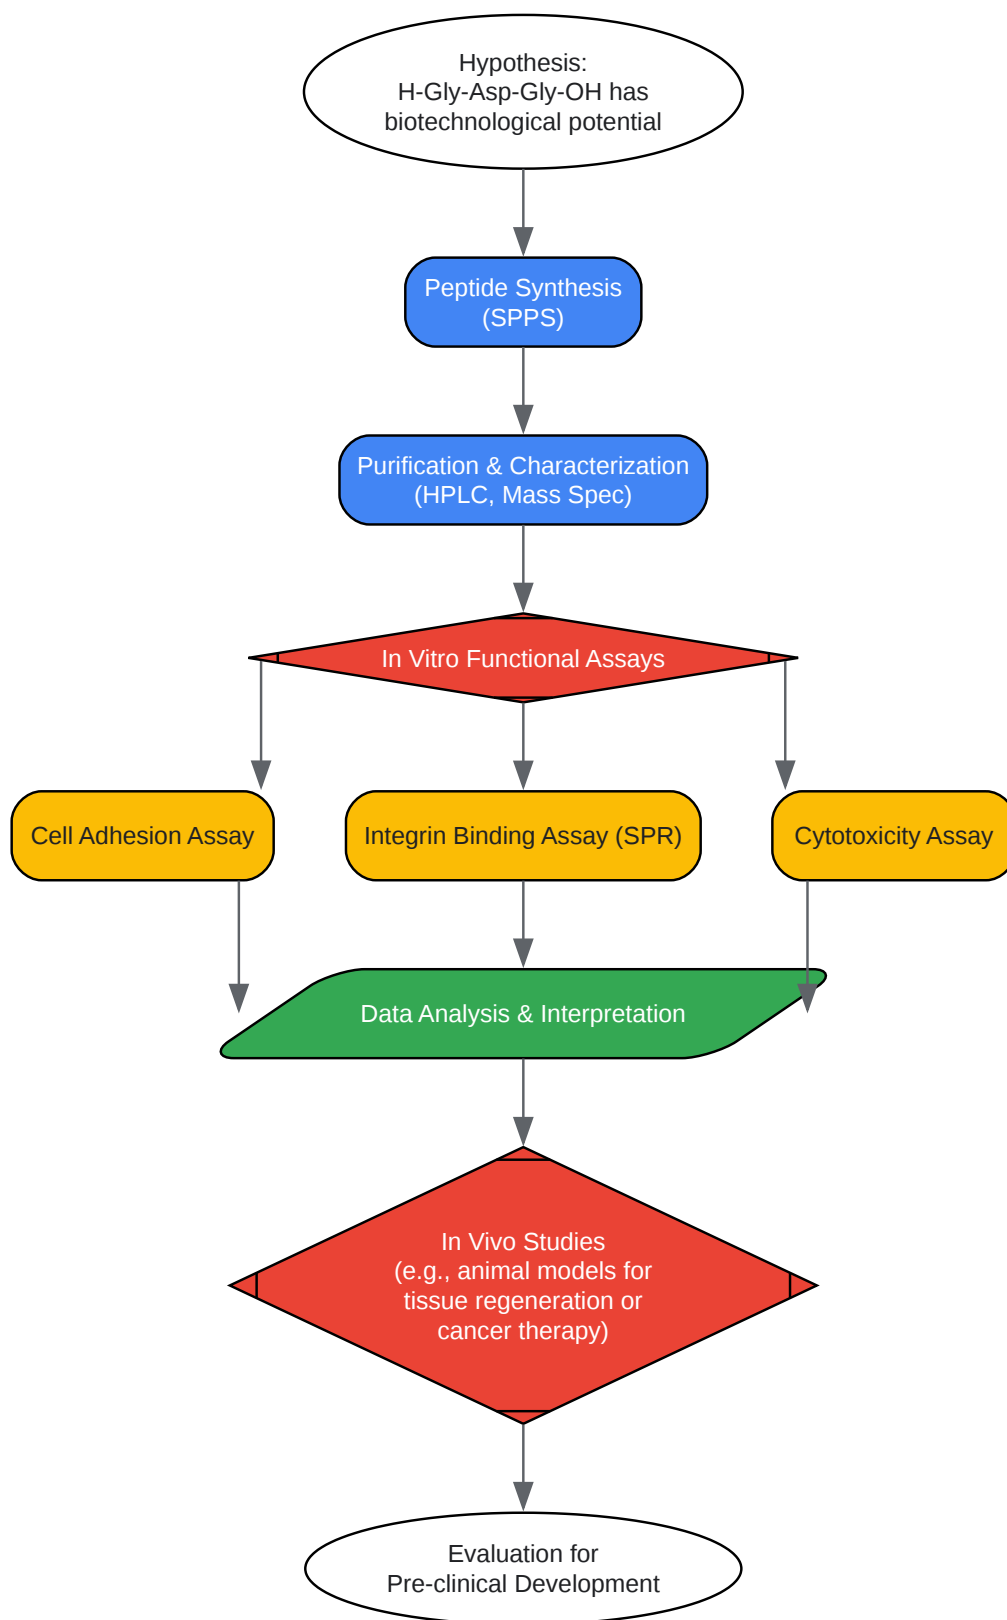 Hypothesis:
H-Gly-Asp-Gly-OH has
biotechnological potential
Peptide Synthesis
(SPPS)
Purification & Characterization
(HPLC, Mass Spec)
In Vitro Functional Assays
Cell Adhesion Assay
Integrin Binding Assay (SPR)
Cytotoxicity Assay
Data Analysis & Interpretation
In Vivo Studies
(e.g., animal models for
tissue regeneration or
cancer therapy)
Evaluation for
Pre-clinical Development